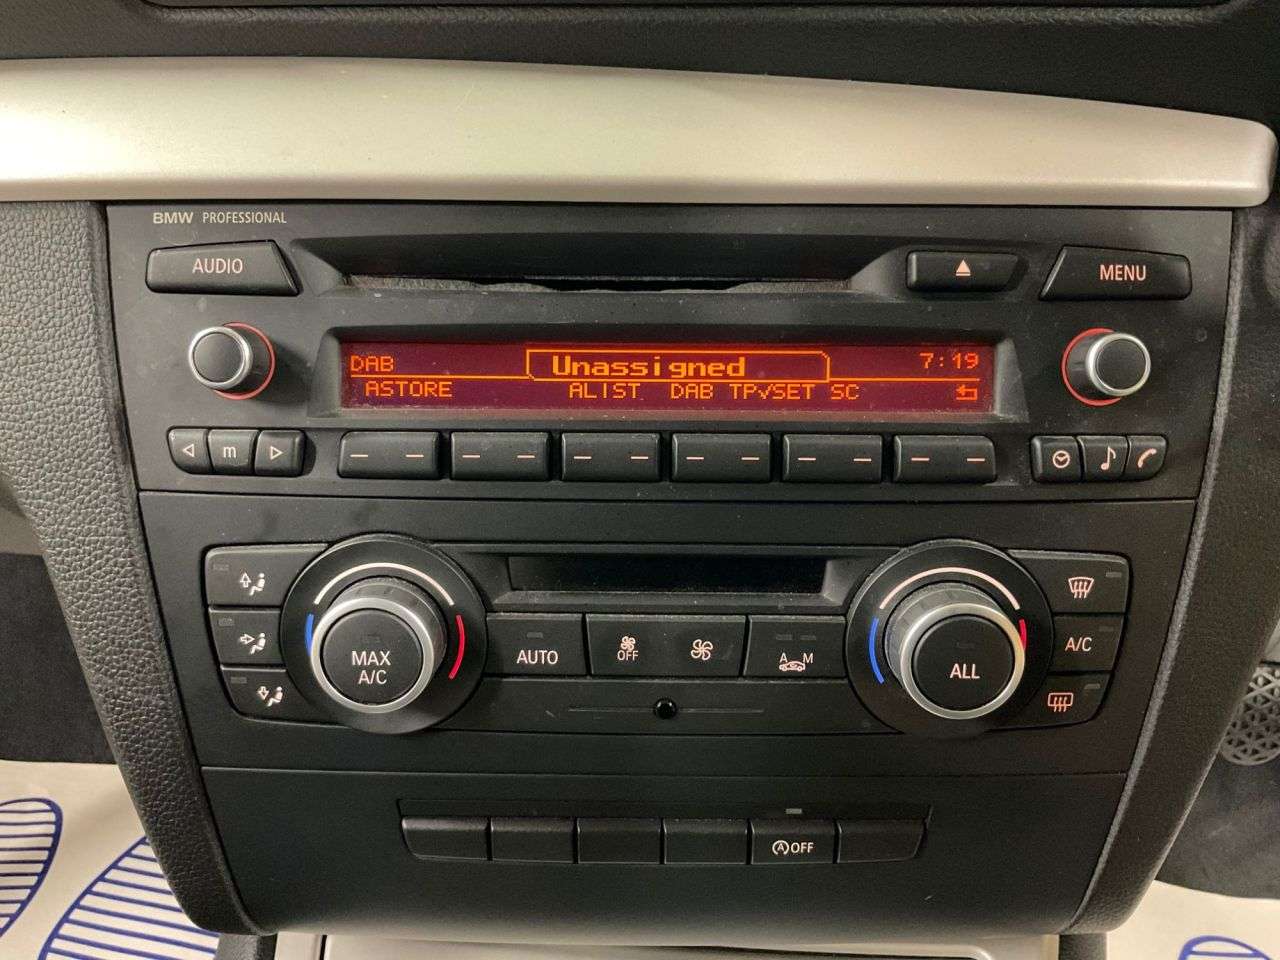 BMW PROFESSIONAL
AUDIO
MENU
DAB Unassigned 7:19
ASTORE ALIST DAB TP√SET SC
m
MAX A/C
AUTO
OFF
A M
ALL
A/C
A OFF